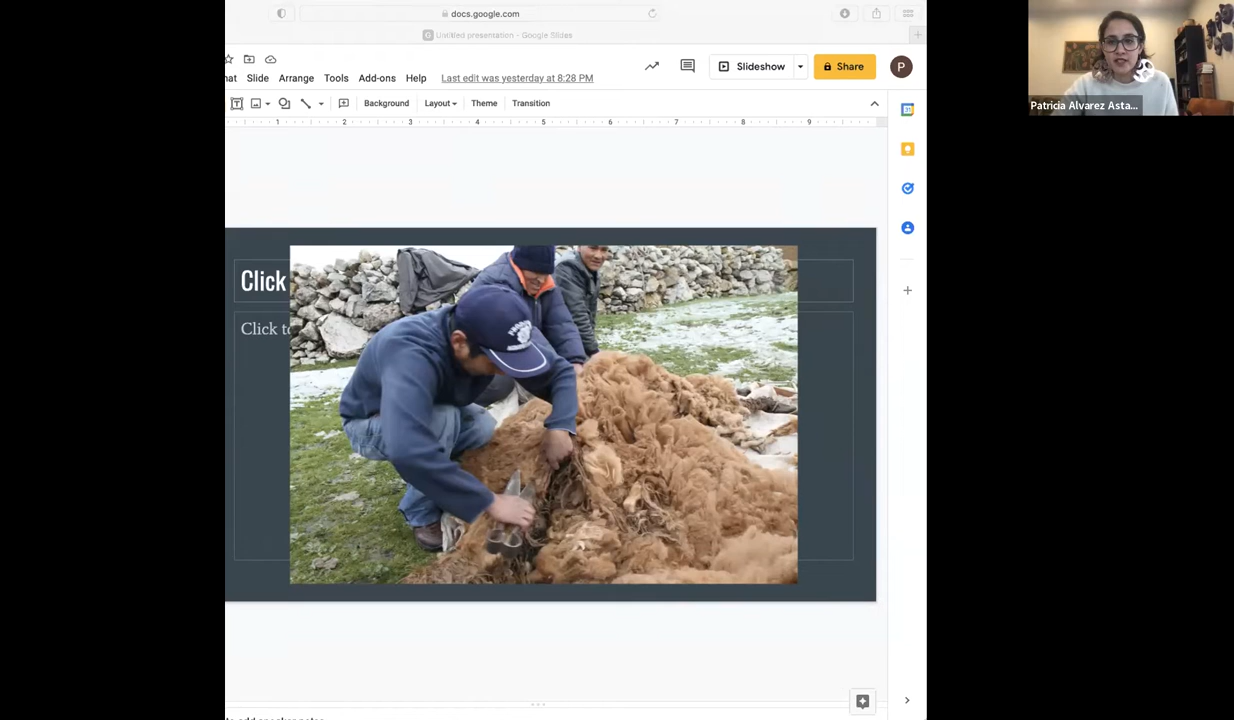 docs.google.com
Untitled presentation - Google Slides
Slide Arrange Tools Add-ons Help Last edit was yesterday at 8:28 PM
Slideshow
Share
P
Background Layout Theme Transition
1 2 3 4 5 6 7 8 9
Click
Click to
Patricia Alvarez Asta...